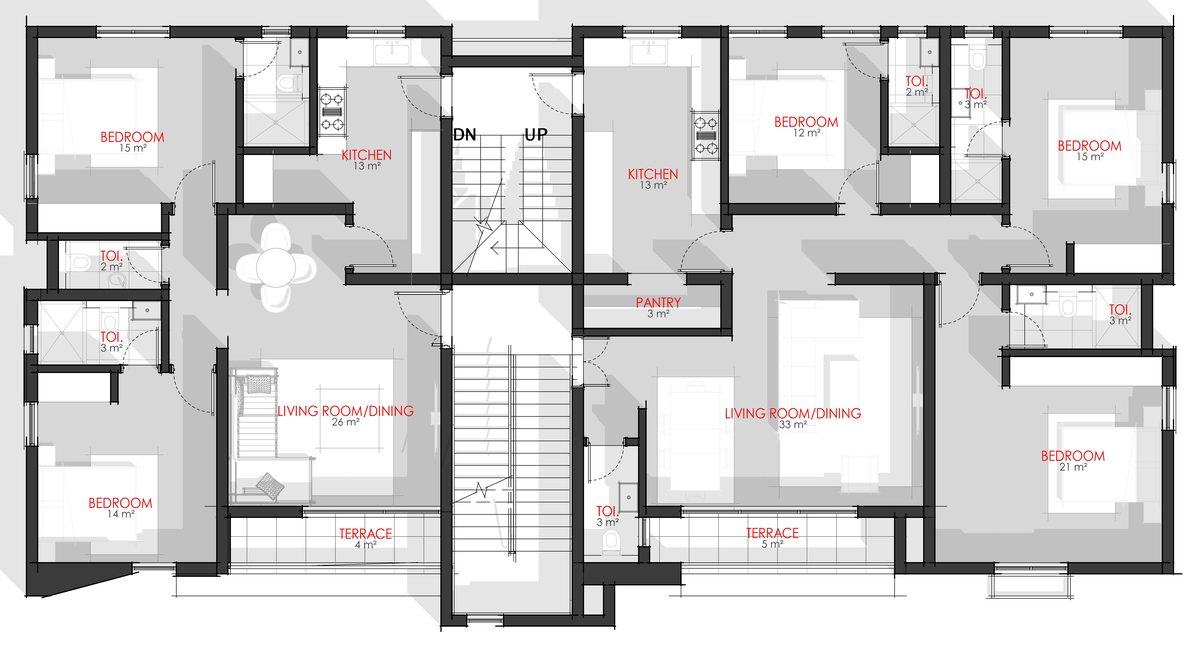 BEDROOM
15 m²
KITCHEN
13 m²
TOI.
2 m²
TOI.
3 m²
BEDROOM
14 m²
LIVING ROOM/DINING
26 m²
TERRACE
4 m²
DN
UP
KITCHEN
13 m²
PANTRY
3 m²
BEDROOM
12 m²
TOI.
2 m²
TOI.
3 m²
BEDROOM
15 m²
TOI.
3 m²
LIVING ROOM/DINING
33 m²
BEDROOM
21 m²
TOI.
3 m²
TERRACE
5 m²